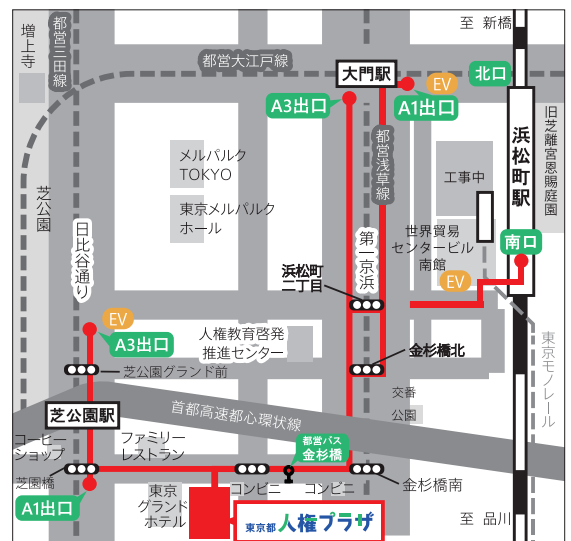 至 新橋
増上寺
都営三田線
都営大江戸線
大門駅
EV
北口
A3出口
A1出口
都営浅草線
浜松町駅
旧芝離宮恩賜庭園
メルパルク
TOKYO
東京メルパルク
ホール
工事中
芝公園
日比谷通り
第一京浜
世界貿易
センタービル
南館
南口
浜松町
二丁目
EV
EV
A3出口
人権教育啓発
推進センター
金杉橋北
東京モノレール
芝公園グランド前
交番
公園
芝公園駅
首都高速都心環状線
コーヒー
ショップ
ファミリー
レストラン
都営バス
金杉橋
芝園橋
A1出口
東京
グランド
ホテル
コンビニ
コンビニ
金杉橋南
東京都 人権プラザ
至 品川